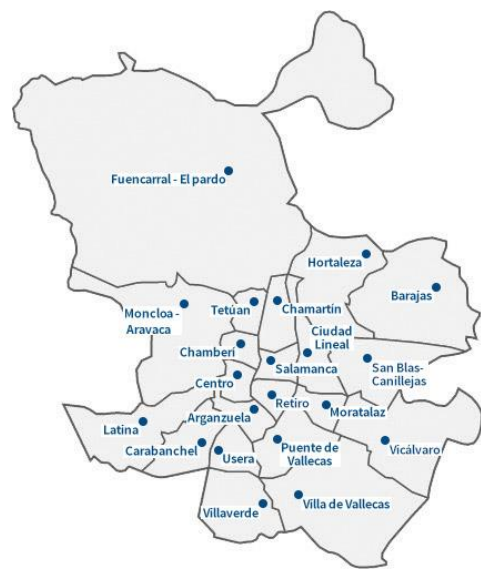 Fuencarral - El pardo
Hortaleza
Barajas
Moncloa -
Aravaca
Tetúan
Chamartín
Ciudad
Lineal
Chamberí
Salamanca
San Blas-
Canillejas
Centro
Retiro
Moratalaz
Arganzuela
Latina
Carabanchel
Usera
Puente de
Vallecas
Vicálvaro
Villaverde
Villa de Vallecas